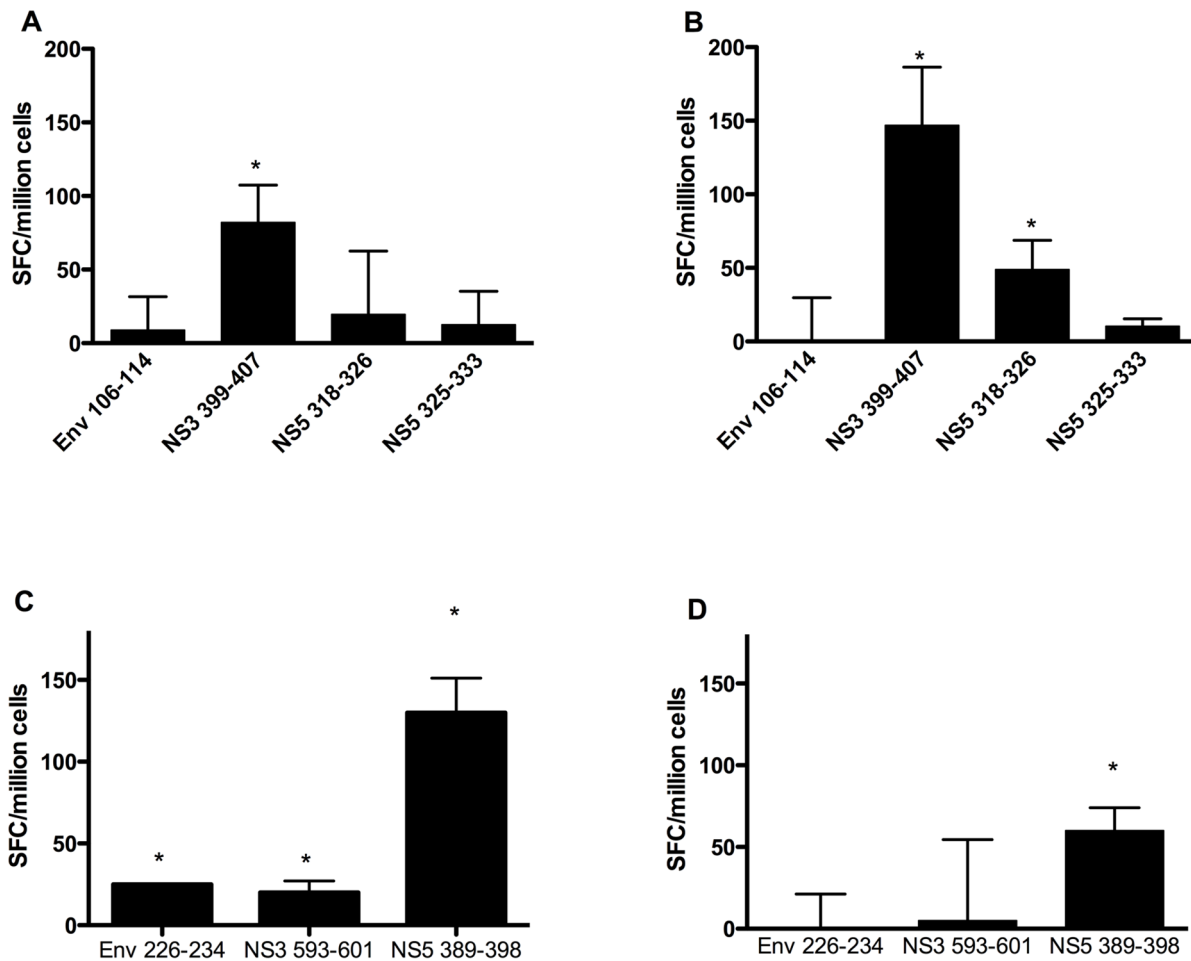 A
SFC/million cells
200
150
100
50
0
*
Env 106-114
NS3 399-407
NS5 318-326
NS5 325-333
B
SFC/milllion cells
200
150
100
50
0
*
*
Env 106-114
NS3 399-407
NS5 318-326
NS5 325-333
C
SFC/million cells
150
100
50
0
*
*
*
Env 226-234 NS3 593-601 NS5 389-398
D
SFC/million cells
150
100
50
0
*
Env 226-234 NS3 593-601 NS5 389-398